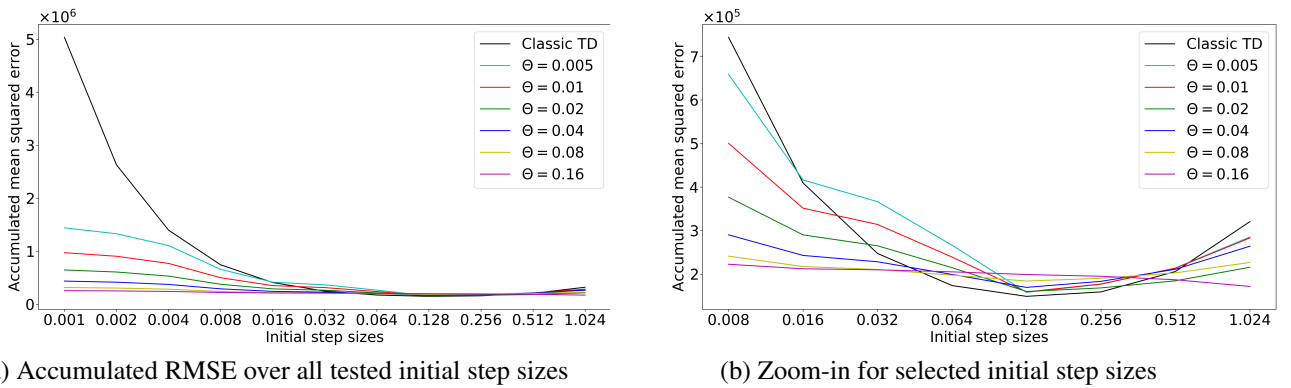 ×10⁶
Accumulated mean squared error
5
4
3
2
1
0
Classic TD
Θ = 0.005
Θ = 0.01
Θ = 0.02
Θ = 0.04
Θ = 0.08
Θ = 0.16
0.001 0.002 0.004 0.008 0.016 0.032 0.064 0.128 0.256 0.512 1.024
Initial step sizes
) Accumulated RMSE over all tested initial step sizes
×10⁵
Accumulated mean squared error
7
6
5
4
3
2
Classic TD
Θ = 0.005
Θ = 0.01
Θ = 0.02
Θ = 0.04
Θ = 0.08
Θ = 0.16
0.008 0.016 0.032 0.064 0.128 0.256 0.512 1.024
Initial step sizes
(b) Zoom-in for selected initial step sizes